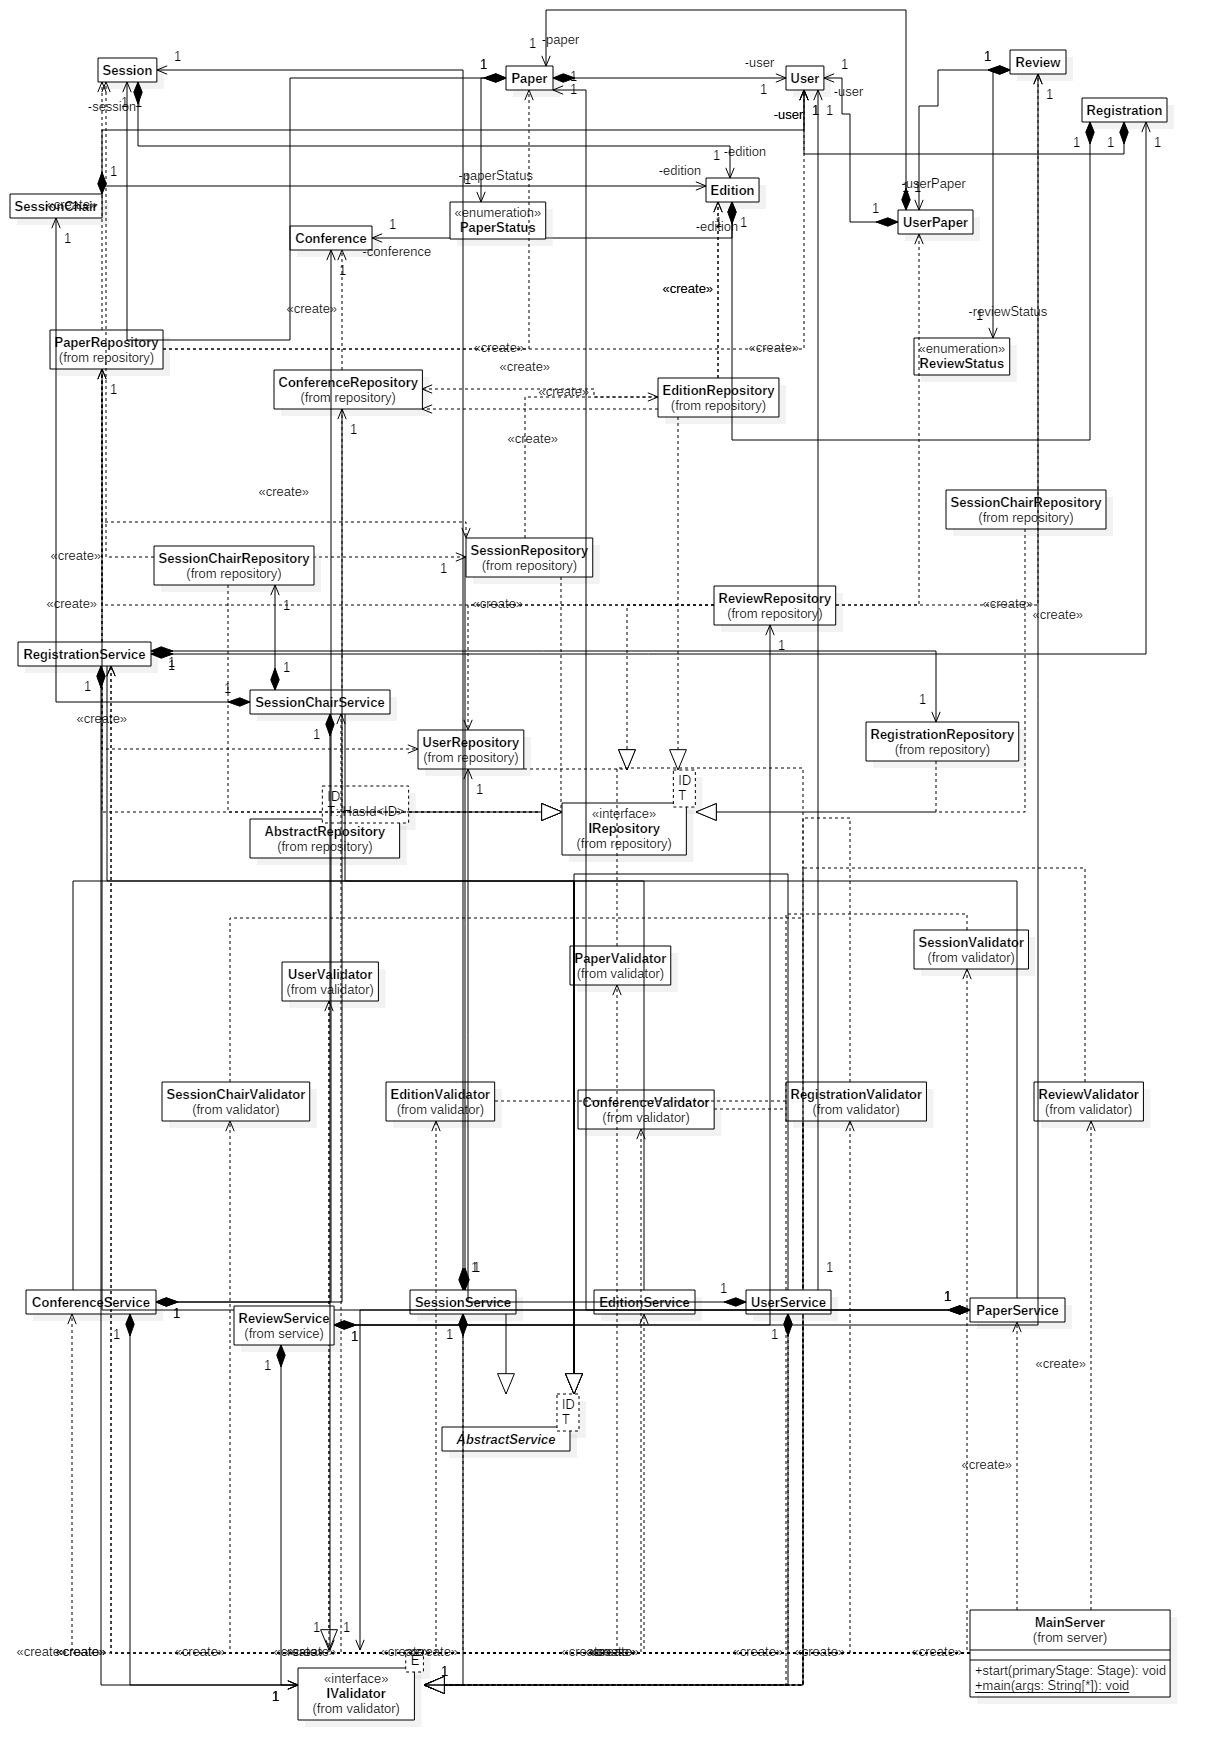 -paper
1
1
1
1
1
Session
Paper
1
User
Review
1
-user
1
1
-user
-session
1
1
-user
1
1
Registration
1
1
1
1
-edition
1
-paperStatus
1
-edition
Edition
-userPaper
1
SessionChair
«create»
«enumeration»
PaperStatus
1
UserPaper
1
1
-edition
1
Conference
-conference
1
«create»
«create»
-reviewStatus
1
PaperRepository
(from repository)
«create»
«create»
«enumeration»
ReviewStatus
«create»
1
ConferenceRepository
(from repository)
«create»
EditionRepository
(from repository)
1
«create»
«create»
SessionChairRepository
(from repository)
«create»
SessionChairRepository
(from repository)
1
SessionRepository
(from repository)
«create»
1
«create»
ReviewRepository
(from repository)
«create»
«create»
1
RegistrationService
1
1
1
1
1
SessionChairService
1
«create»
1
UserRepository
(from repository)
RegistrationRepository
(from repository)
1
ID
T: HasId<ID>
ID
T
AbstractRepository
(from repository)
«interface»
IRepository
(from repository)
UserValidator
(from validator)
PaperValidator
(from validator)
SessionValidator
(from validator)
SessionChairValidator
(from validator)
EditionValidator
(from validator)
ConferenceValidator
(from validator)
RegistrationValidator
(from validator)
ReviewValidator
(from validator)
1
1
ConferenceService
1
ReviewService
(from service)
1
SessionService
EditionService
1
UserService
1
PaperService
1
1
1
1
«create»
ID
T
AbstractService
«create»
MainServer
(from server)
+start(primaryStage: Stage): void
+main(args: String[*]): void
1
1
«create»
«create»
«create»
«create»
«create»
«create»
«create»
«create»
«create»
«create»
E
«interface»
IValidator
(from validator)
1
1